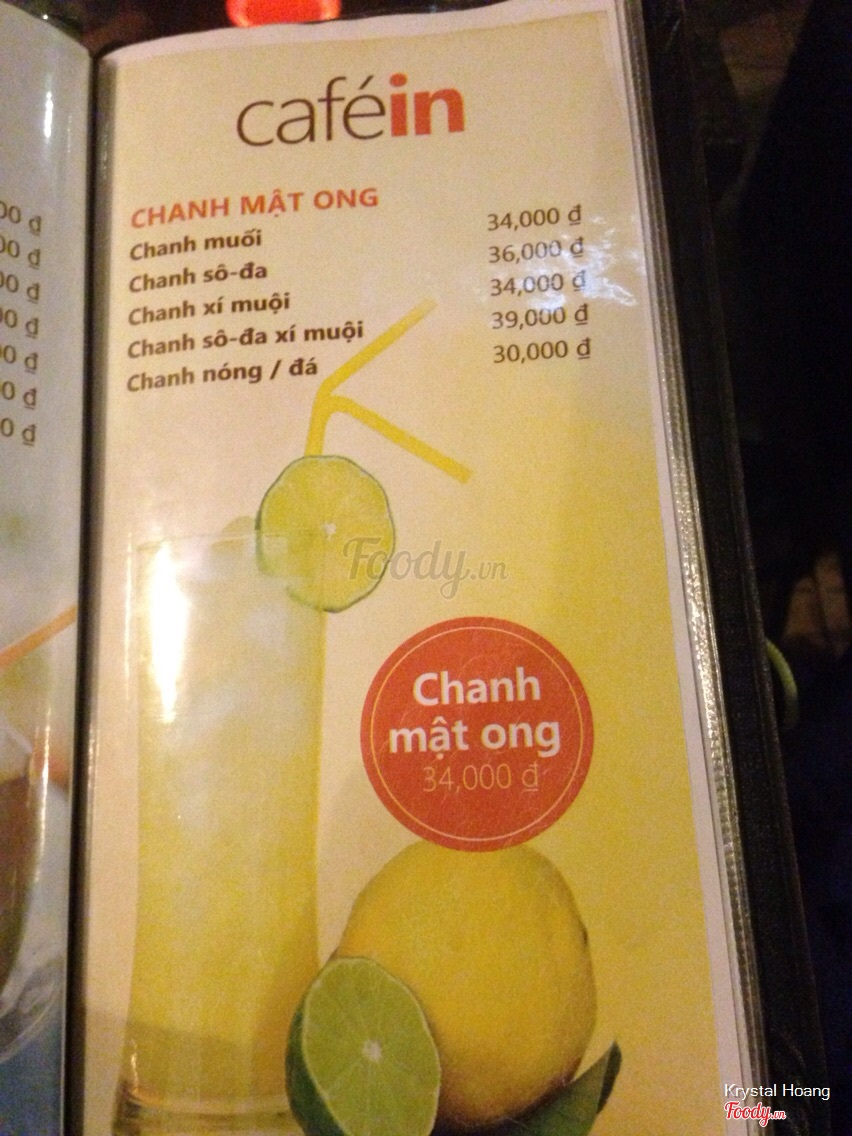 caféin
CHANH MẬT ONG
Chanh muối 34,000 ₫
Chanh sô-đa 36,000 ₫
Chanh xí muội 34,000 ₫
Chanh sô-đa xí muội 39,000 ₫
Chanh nóng / đá 30,000 ₫
Foody.vn
Chanh
mật ong
34,000 ₫
Krystal Hoang
Foody.vn